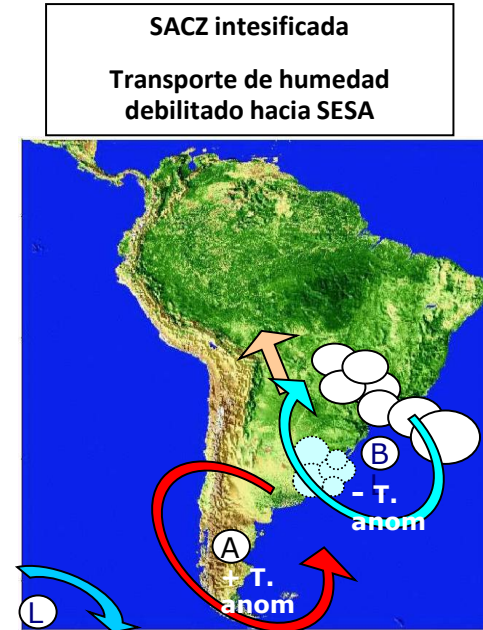 SACZ intesificada
Transporte de humedad
debilitado hacia SESA
B
L
– T.
anom
A
+ T.
anom
L